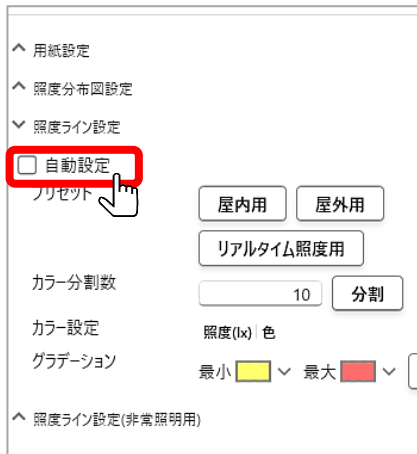 用紙設定
照度分布図設定
照度ライン設定
自動設定
プリセット 屋内用 屋外用
リアルタイム照度用
カラー分割数 10 分割
カラー設定 照度(lx) 色
グラデーション 最小 最大
照度ライン設定(非常照明用)